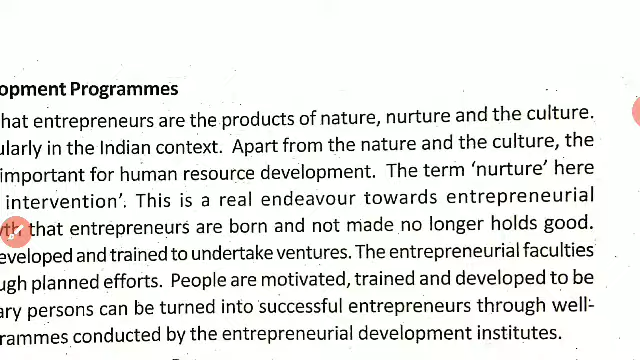 opment Programmes
hat entrepreneurs are the products of nature, nurture and the culture.
ularly in the Indian context. Apart from the nature and the culture, the
important for human resource development. The term 'nurture' here
intervention'. This is a real endeavour towards entrepreneurial
th that entrepreneurs are born and not made no longer holds good.
eveloped and trained to undertake ventures. The entrepreneurial faculties
ugh planned efforts. People are motivated, trained and developed to be
ary persons can be turned into successful entrepreneurs through well-
rammes conducted by the entrepreneurial development institutes.